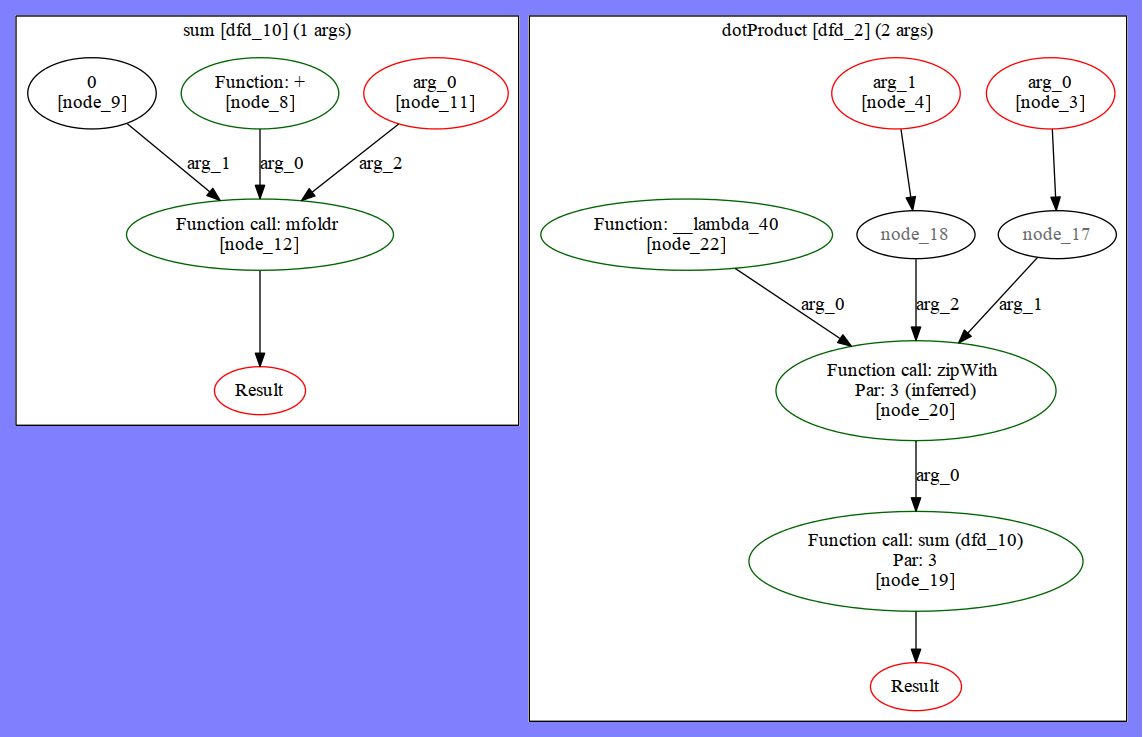 sum [dfd_10] (1 args)
0
[node_9]
Function: +
[node_8]
arg_0
[node_11]
arg_1
arg_0
arg_2
Function call: mfoldr
[node_12]
Result
dotProduct [dfd_2] (2 args)
arg_1
[node_4]
arg_0
[node_3]
Function: __lambda_40
[node_22]
node_18
node_17
arg_0
arg_2
arg_1
Function call: zipWith
Par: 3 (inferred)
[node_20]
arg_0
Function call: sum (dfd_10)
Par: 3
[node_19]
Result